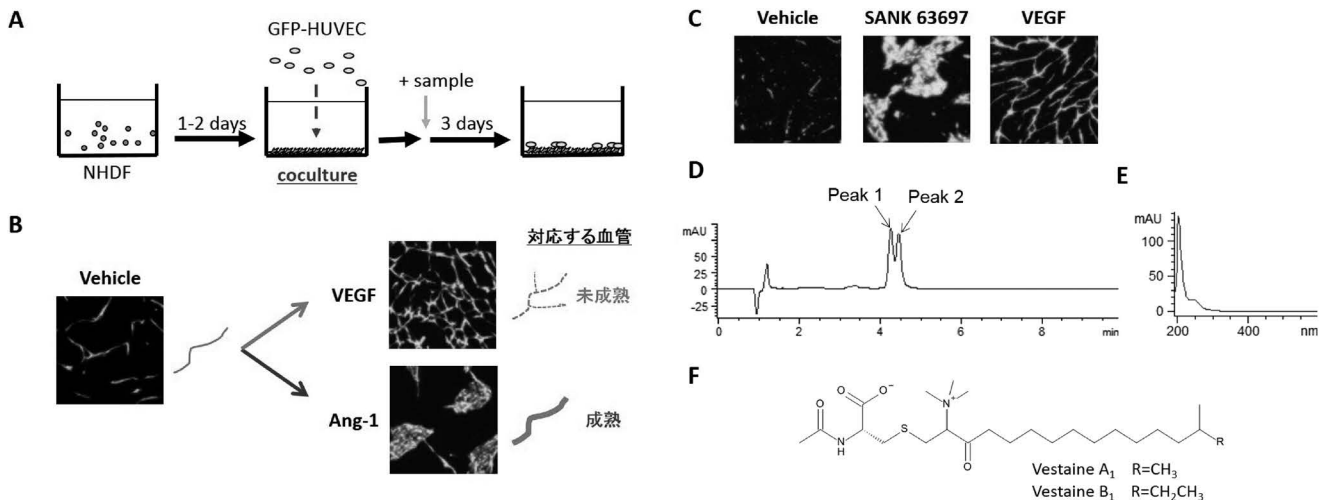 A
GFP-HUVEC
+ sample
1-2 days
3 days
NHDF
coculture
B
対応する血管
Vehicle
VEGF
未成熟
Ang-1
成熟
C
Vehicle
SANK 63697
VEGF
D
Peak 1
Peak 2
mAU
50
25
0
-25
0
2
4
6
8
min
E
mAU
100
50
0
200
400
nm
F
O
O⁻
N⁺
O
N
H
S
O
R
Vestaine A₁ R=CH₃
Vestaine B₁ R=CH₂CH₃